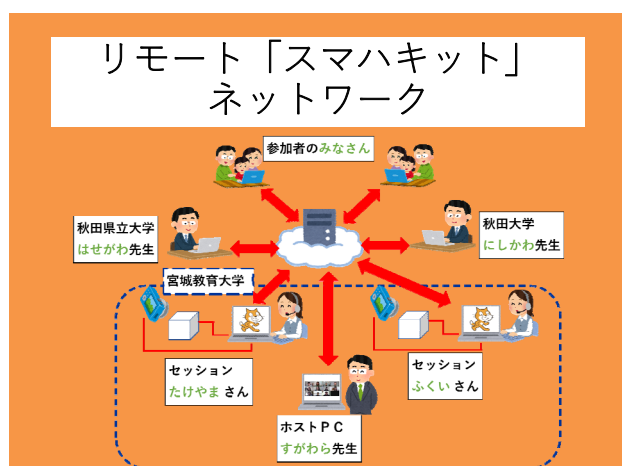 リモート「スマハキット」
ネットワーク
参加者のみなさん
秋田県立大学
はせがわ先生
秋田大学
にしかわ先生
宮城教育大学
セッション
たけやま さん
セッション
ふくい さん
ホストＰＣ
すがわら先生